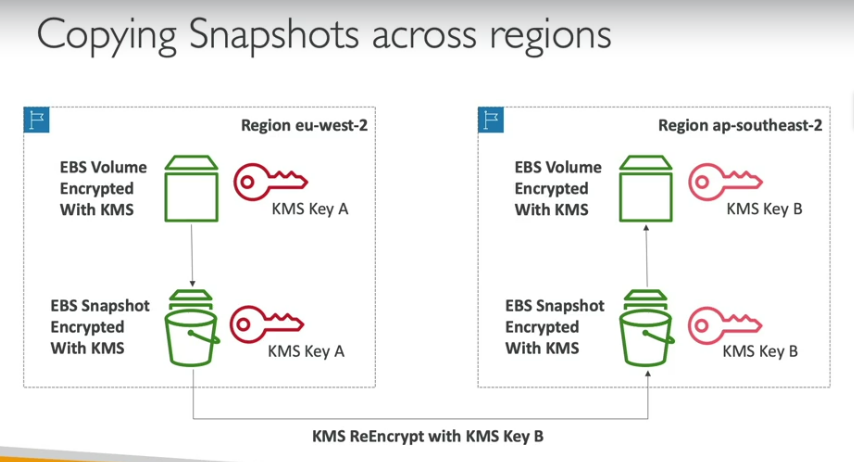 Copying Snapshots across regions
Region eu-west-2
EBS Volume
Encrypted
With KMS
KMS Key A
EBS Snapshot
Encrypted
With KMS
KMS Key A
Region ap-southeast-2
EBS Volume
Encrypted
With KMS
KMS Key B
EBS Snapshot
Encrypted
With KMS
KMS Key B
KMS ReEncrypt with KMS Key B